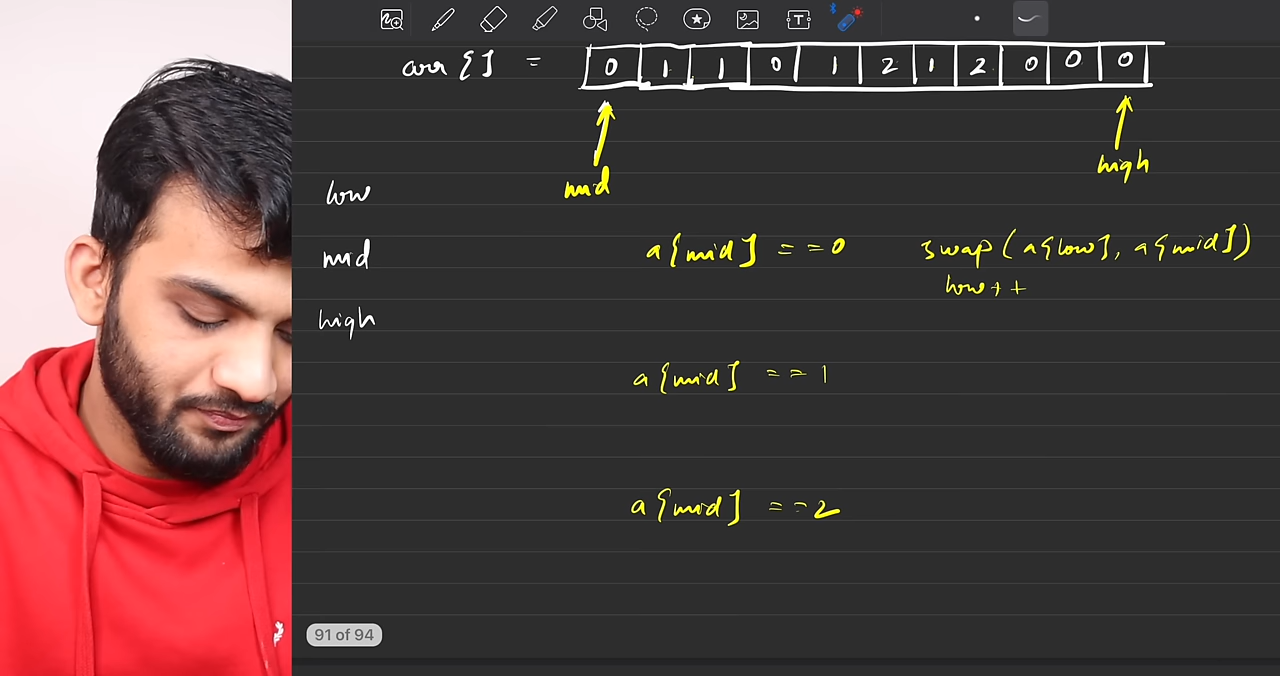 arr[] = 0 1 1 0 1 2 1 2 0 0 0
mid
high
low
mid
high
a[mid] == 0 swap(a[low], a[mid])
low++
a[mid] == 1
a[mid] == 2
91 of 94